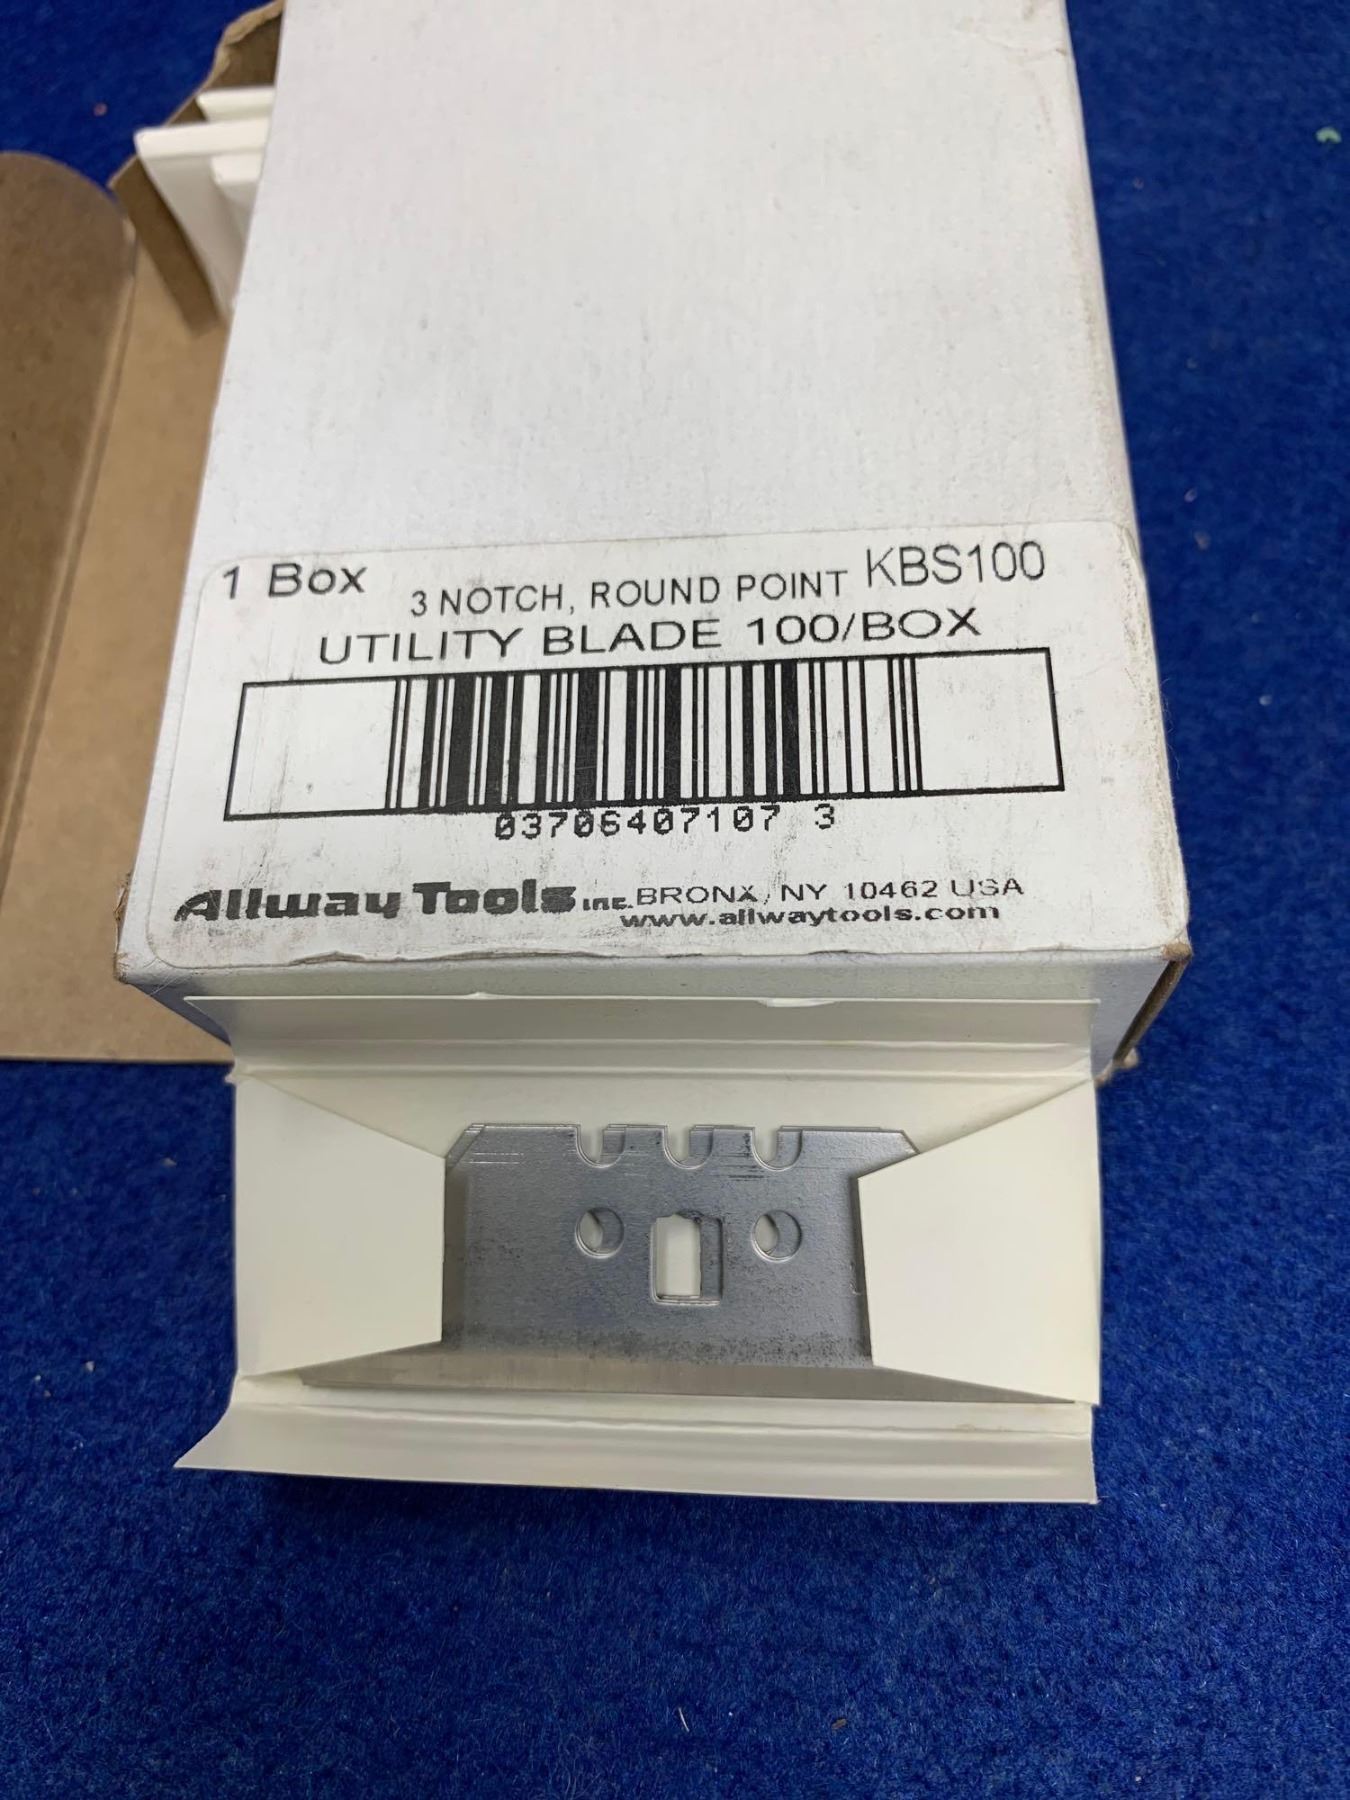 1 Box 3 NOTCH, ROUND POINT KBS100
UTILITY BLADE 100/BOX
03706407107 3
Allway Tools inc. BRONX, NY 10462 USA
www.allwaytools.com